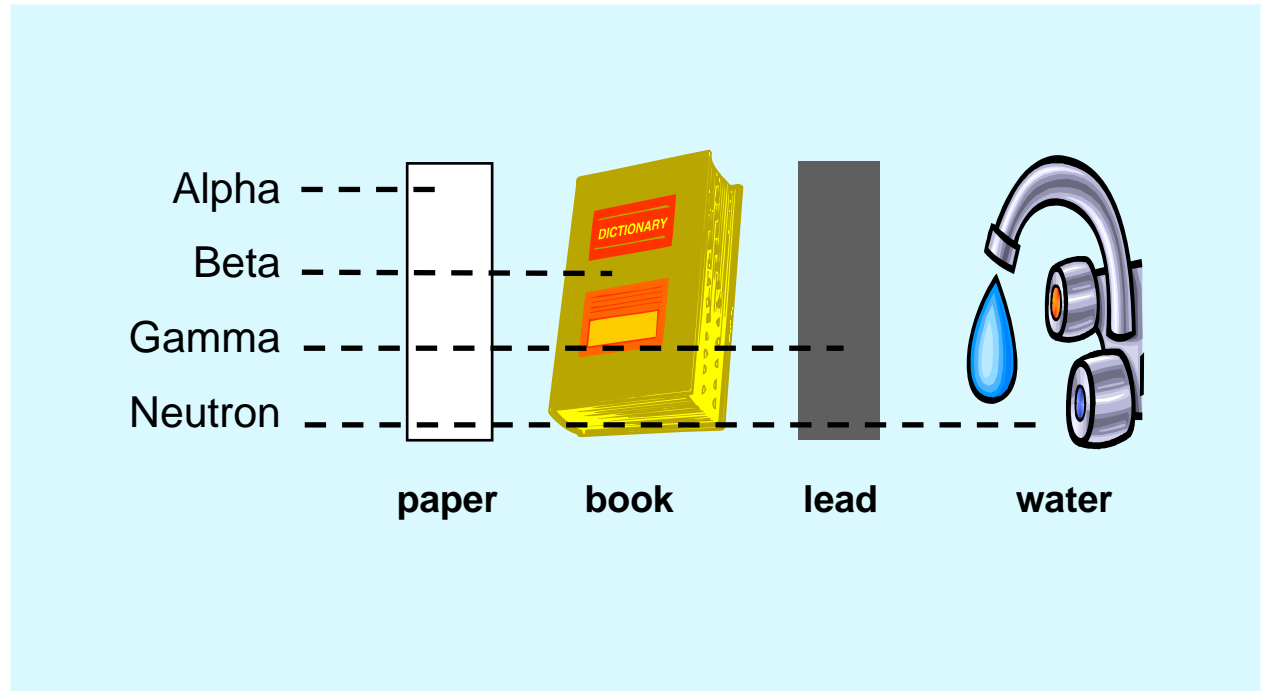 Alpha
DICTIONARY
Beta
Gamma
Neutron
paper book lead water